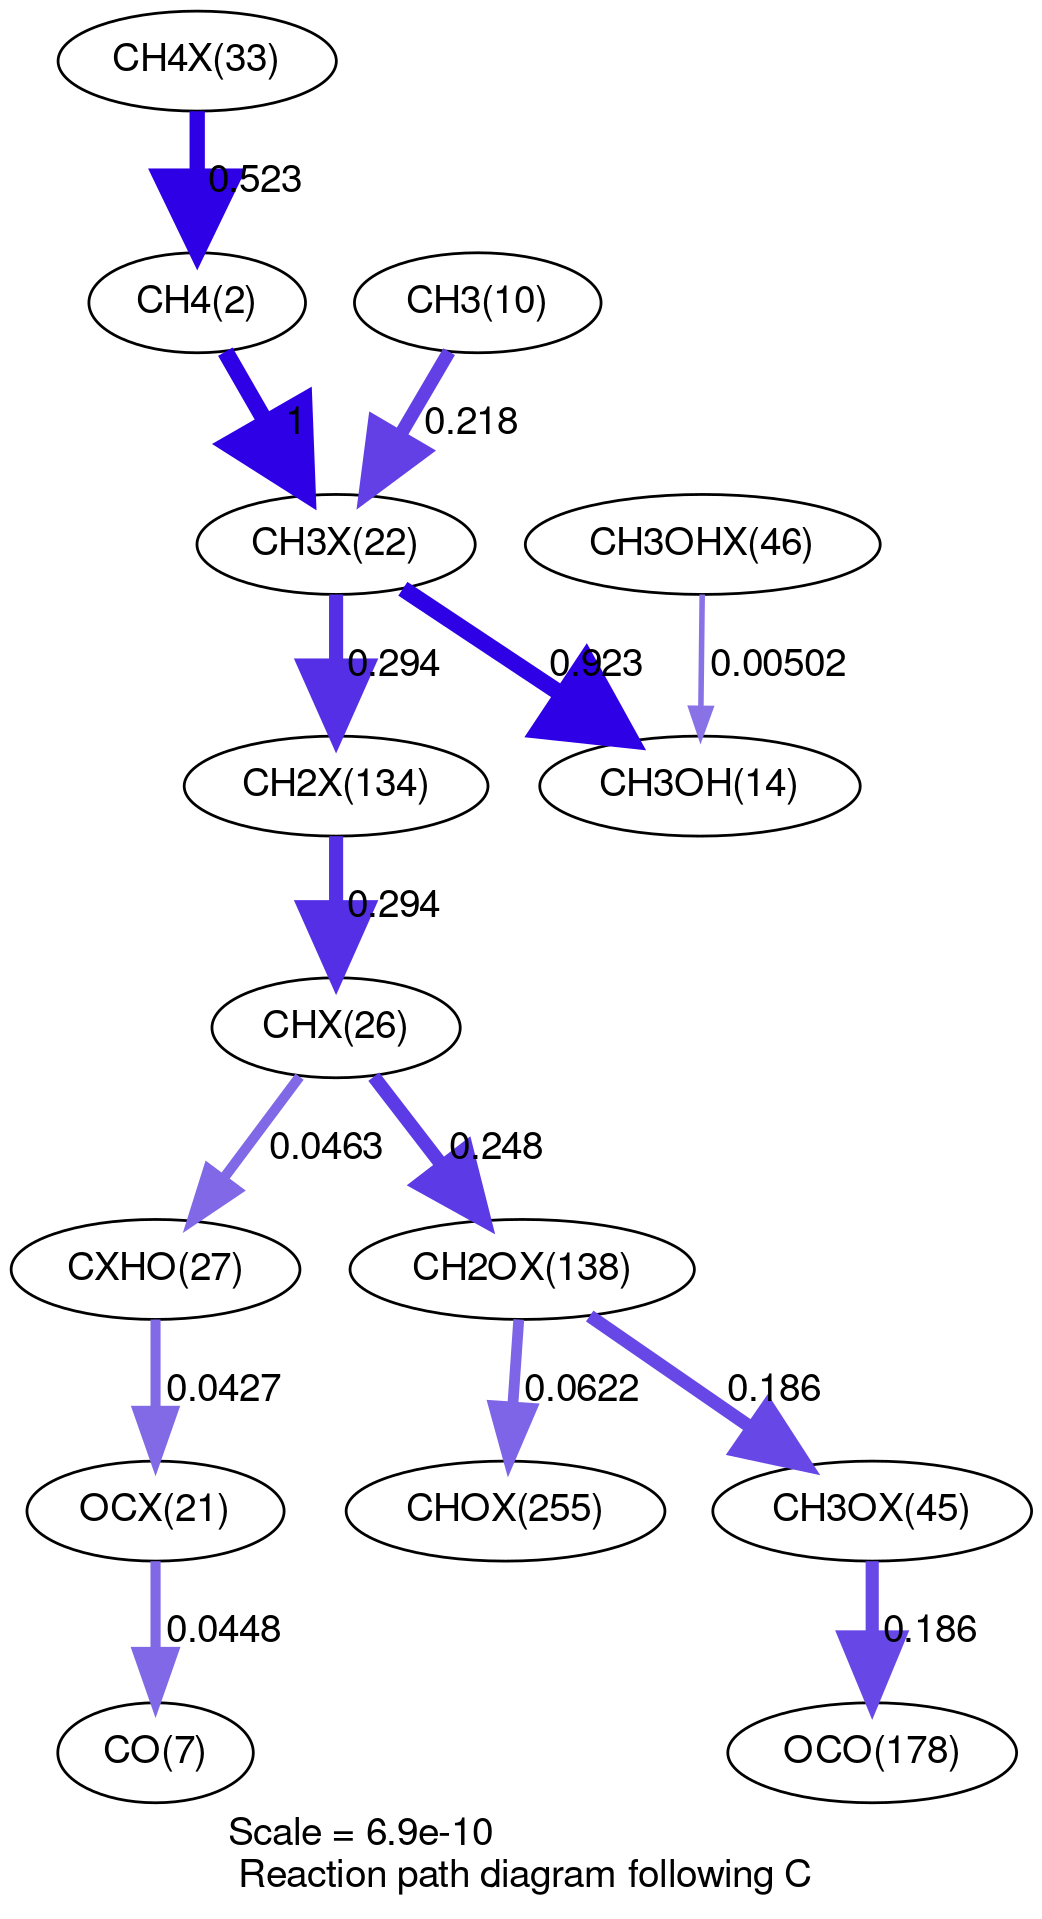 CH4X(33)
0.523
CH4(2)
CH3(10)
1
0.218
CH3X(22)
CH3OHX(46)
0.294
0.923
0.00502
CH2X(134)
CH3OH(14)
0.294
CHX(26)
0.0463
0.248
CXHO(27)
CH2OX(138)
0.0427
0.0622
0.186
OCX(21)
CHOX(255)
CH3OX(45)
0.0448
0.186
CO(7)
OCO(178)
Scale = 6.9e-10
Reaction path diagram following C